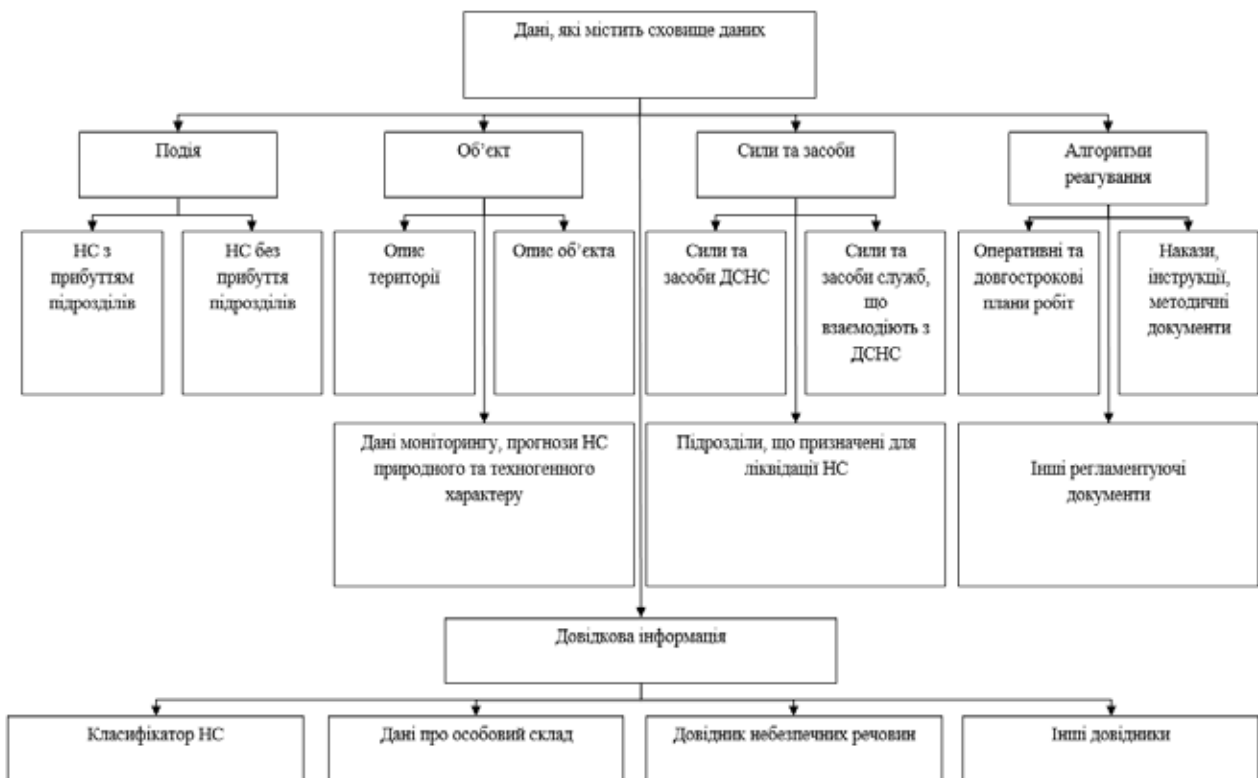 Дані, які містить сховище даних
Подія
Об’єкт
Сили та засоби
Алгоритми
реагування
НС з
прибуттям
підрозділів
НС без
прибуття
підрозділів
Опис
території
Опис об’єкта
Сили та
засоби ДСНС
Сили та
засоби служб,
що
взаємодіють з
ДСНС
Оперативні та
довгострокові
плани робіт
Накази,
інструкції,
методичні
документи
Дані моніторингу, прогнози НС
природного та техногенного
характеру
Підрозділи, що призначені для
ліквідації НС
Інші регламентуючі
документи
Довідкова інформація
Класифікатор НС
Дані про особовий склад
Довідник небезпечних речовин
Інші довідники